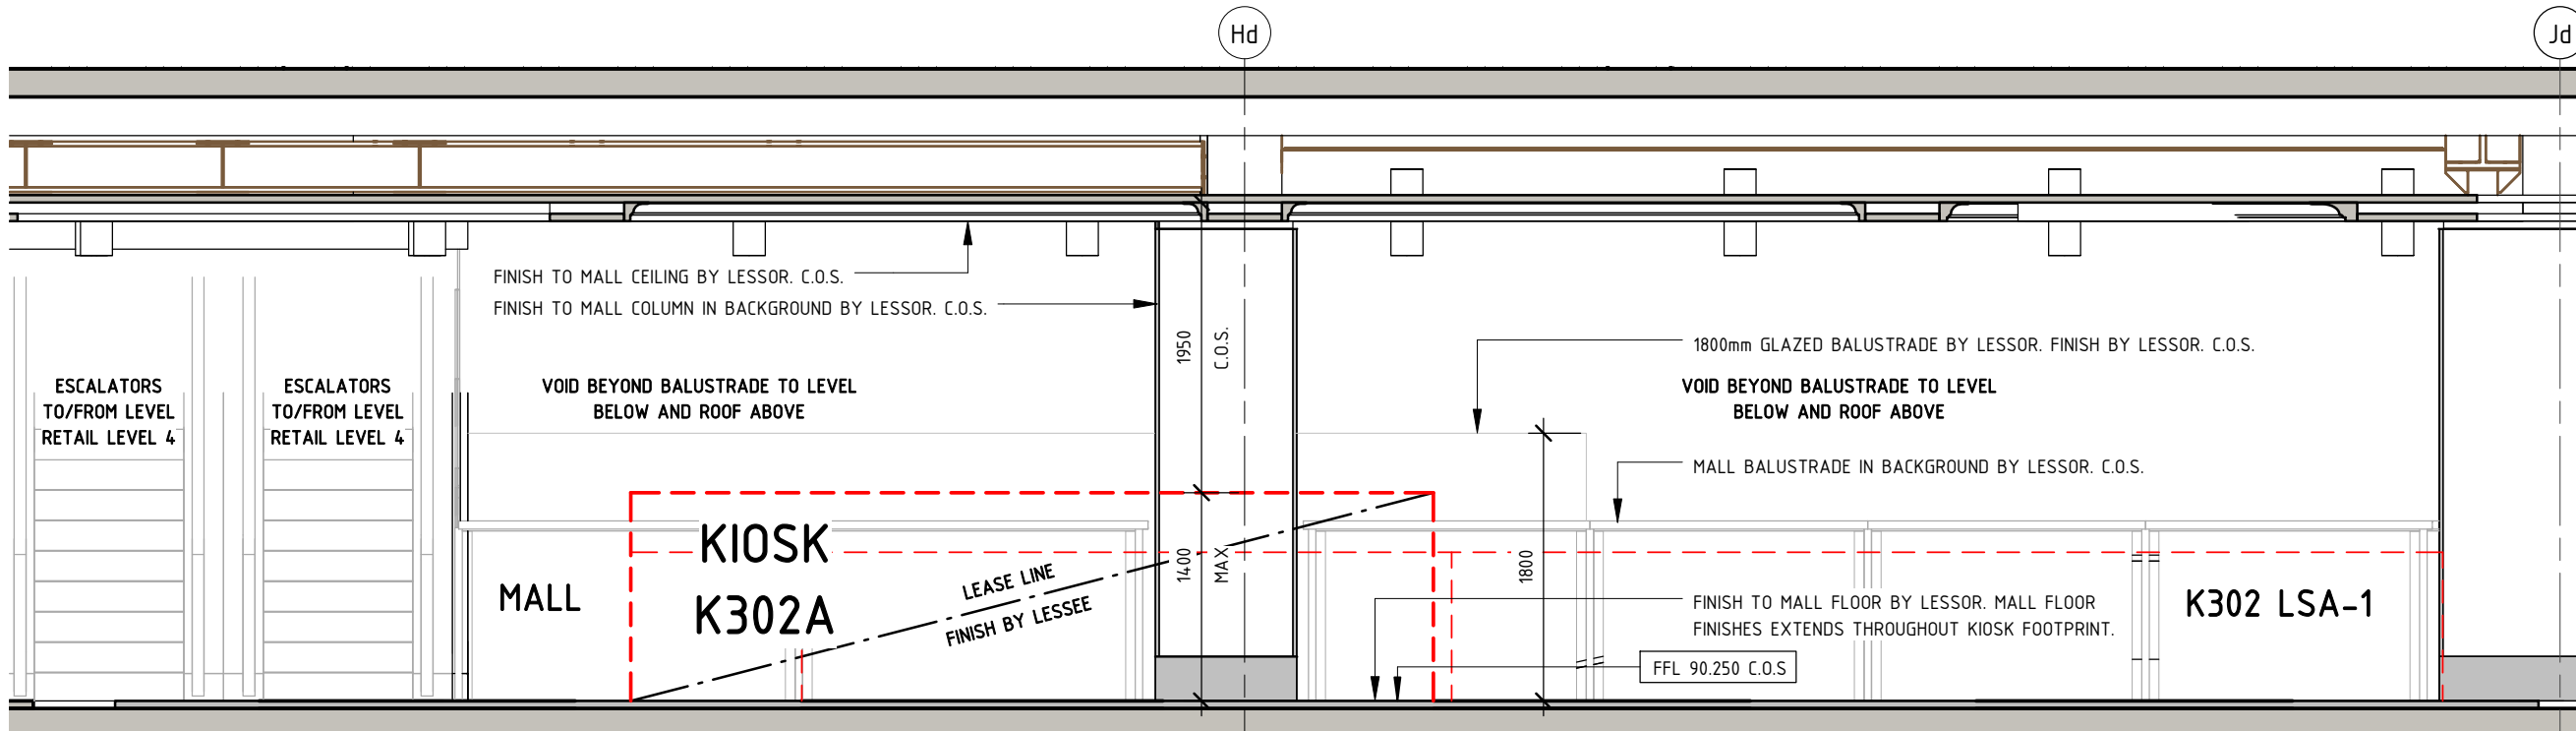 Hd
Jd
FINISH TO MALL CEILING BY LESSOR. C.O.S.
FINISH TO MALL COLUMN IN BACKGROUND BY LESSOR. C.O.S.
1950
C.O.S.
1800mm GLAZED BALUSTRADE BY LESSOR. FINISH BY LESSOR. C.O.S.
ESCALATORS
TO/FROM LEVEL
RETAIL LEVEL 4
ESCALATORS
TO/FROM LEVEL
RETAIL LEVEL 4
VOID BEYOND BALUSTRADE TO LEVEL
BELOW AND ROOF ABOVE
VOID BEYOND BALUSTRADE TO LEVEL
BELOW AND ROOF ABOVE
MALL BALUSTRADE IN BACKGROUND BY LESSOR. C.O.S.
KIOSK
K302A
MALL
LEASE LINE
FINISH BY LESSEE
1400
MAX
1800
FINISH TO MALL FLOOR BY LESSOR. MALL FLOOR
FINISHES EXTENDS THROUGHOUT KIOSK FOOTPRINT.
K302 LSA-1
FFL 90.250 C.O.S